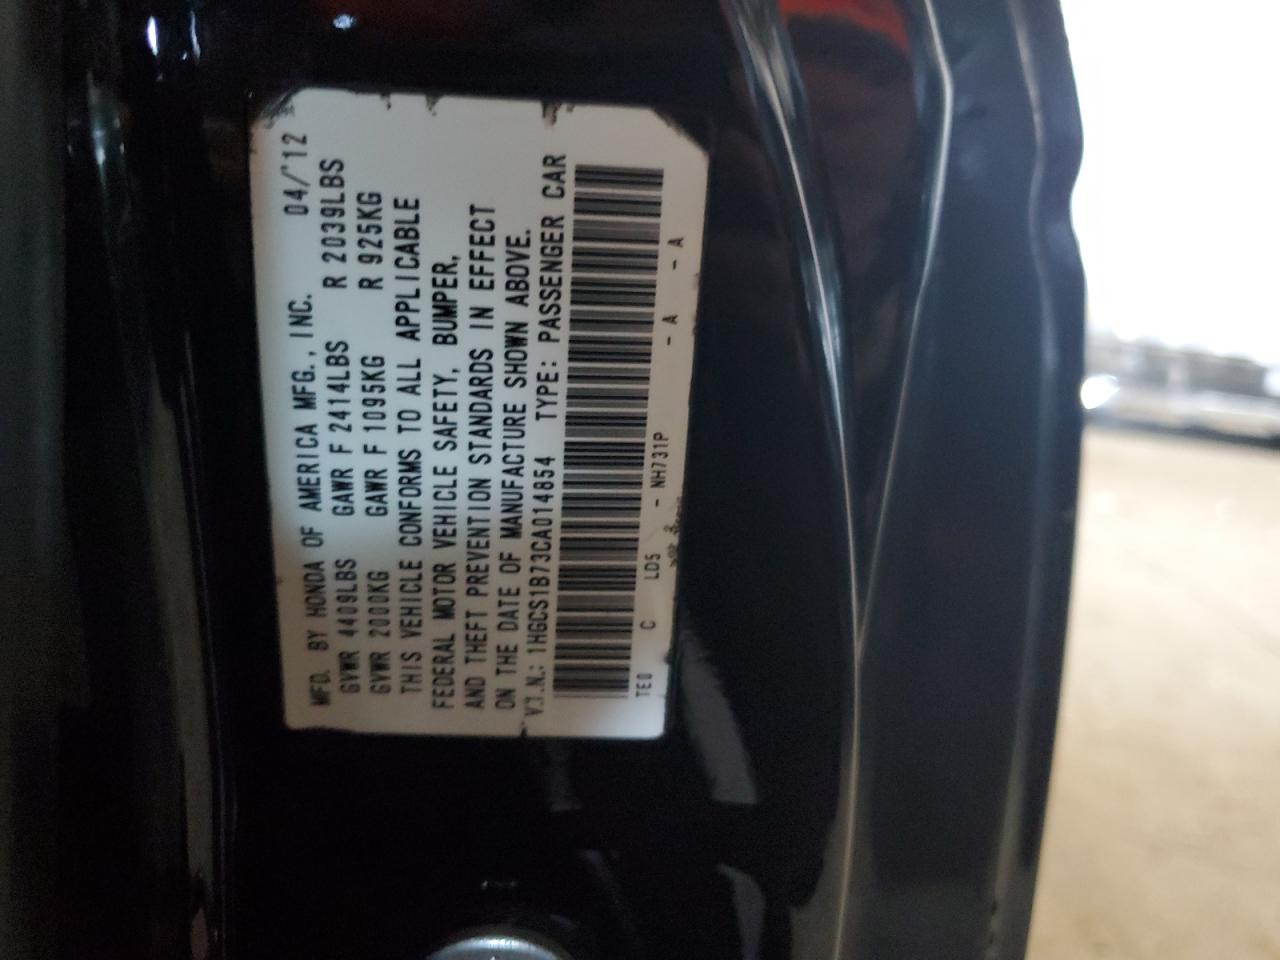 MFD. BY HONDA OF AMERICA MFG., INC. 04/'12
GVWR 4409LBS GAWR F 2414LBS R 2039LBS
GVWR 2000KG GAWR F 1095KG R 925KG
THIS VEHICLE CONFORMS TO ALL APPLICABLE
FEDERAL MOTOR VEHICLE SAFETY, BUMPER,
AND THEFT PREVENTION STANDARDS IN EFFECT
ON THE DATE OF MANUFACTURE SHOWN ABOVE.
V.I.N.: 1HGCS1B73CA014854 TYPE: PASSENGER CAR
TE0 C LD5 - NH731P - A - A